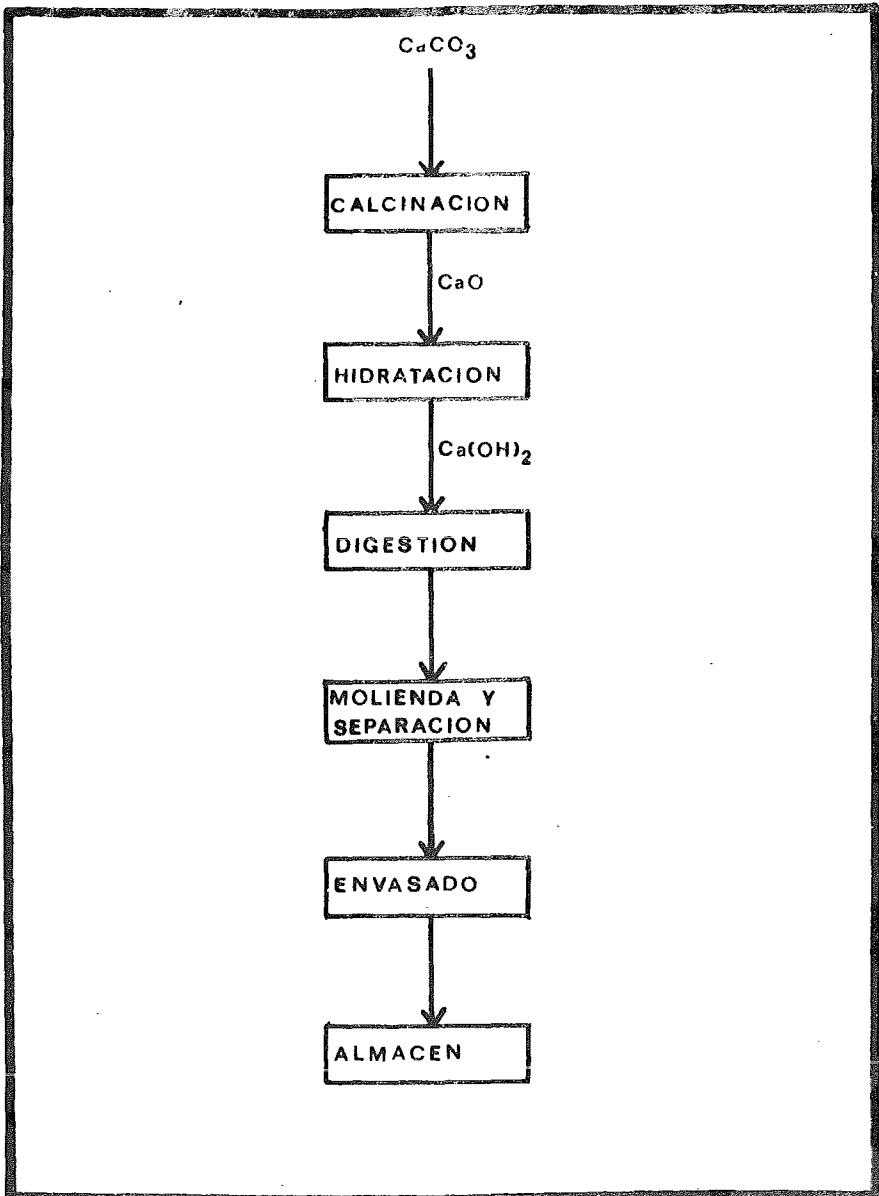 CaCO₃
CALCINACION
CaO
HIDRATACION
Ca(OH)₂
DIGESTION
MOLIENDA Y
SEPARACION
ENVASADO
ALMACEN